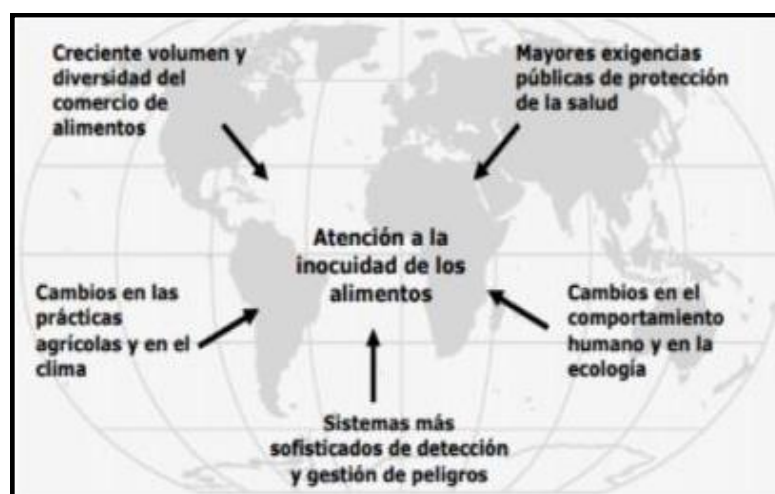 Creciente volumen y
diversidad del
comercio de
alimentos
Mayores exigencias
públicas de protección
de la salud
Atención a la
inocuidad de los
alimentos
Cambios en las
prácticas
agrícolas y en el
clima
Cambios en el
comportamiento
humano y en la
ecología
Sistemas más
sofisticados de detección
y gestión de peligros